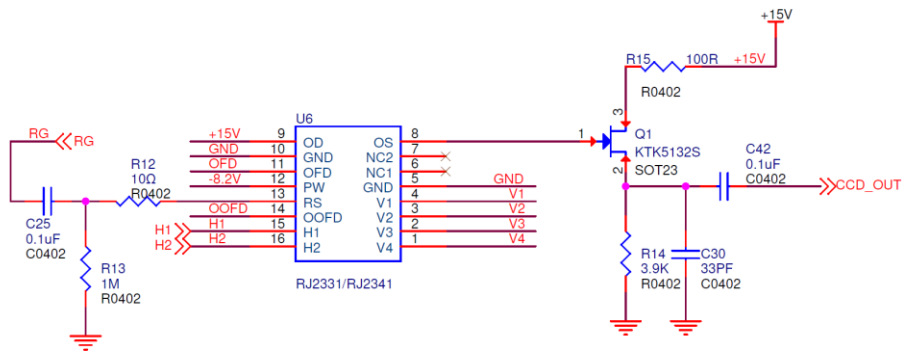 +15V
R15
100R
+15V
R0402
RG
RG
R12
10Ω
R0402
C25
0.1uF
C0402
R13
1M
R0402
H1
H2
U6
+15V
9
OD
GND
10
GND
OFD
11
OFD
-8.2V
12
PW
13
RS
OOFD
14
OOFD
H1
15
H1
H2
16
H2
OS
8
NC2
7
NC1
6
GND
5
GND
V1
4
V1
V2
3
V2
V3
2
V3
V4
1
V4
RJ2331/RJ2341
1
3
2
Q1
KTK5132S
SOT23
C42
0.1uF
C0402
CCD_OUT
R14
3.9K
R0402
C30
33PF
C0402